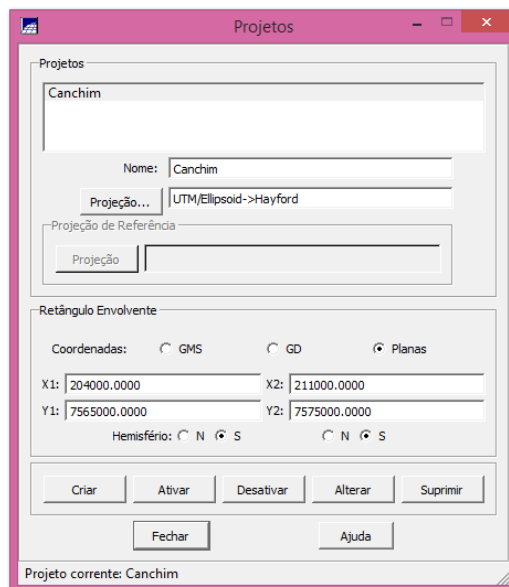 Projetos
Projetos
Canchim
Nome: Canchim
Projeção... UTM/Ellipsoid->Hayford
Projeção de Referência
Projeção
Retângulo Envolvente
Coordenadas: GMS GD Planas
X1: 204000.0000 X2: 211000.0000
Y1: 7565000.0000 Y2: 7575000.0000
Hemisfério: N S N S
Criar Ativar Desativar Alterar Suprimir
Fechar Ajuda
Projeto corrente: Canchim